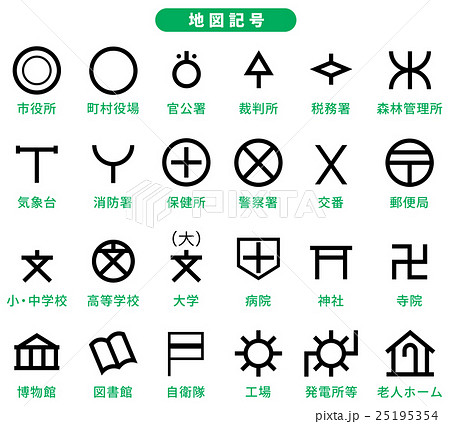 地図記号
市役所 町村役場 官公署 裁判所 税務署 森林管理所
気象台 消防署 保健所 警察署 交番 郵便局
(大)
小・中学校 高等学校 大学 病院 神社 寺院
博物館 図書館 自衛隊 工場 発電所等 老人ホーム
PIXTA
pixta.jp - 25195354